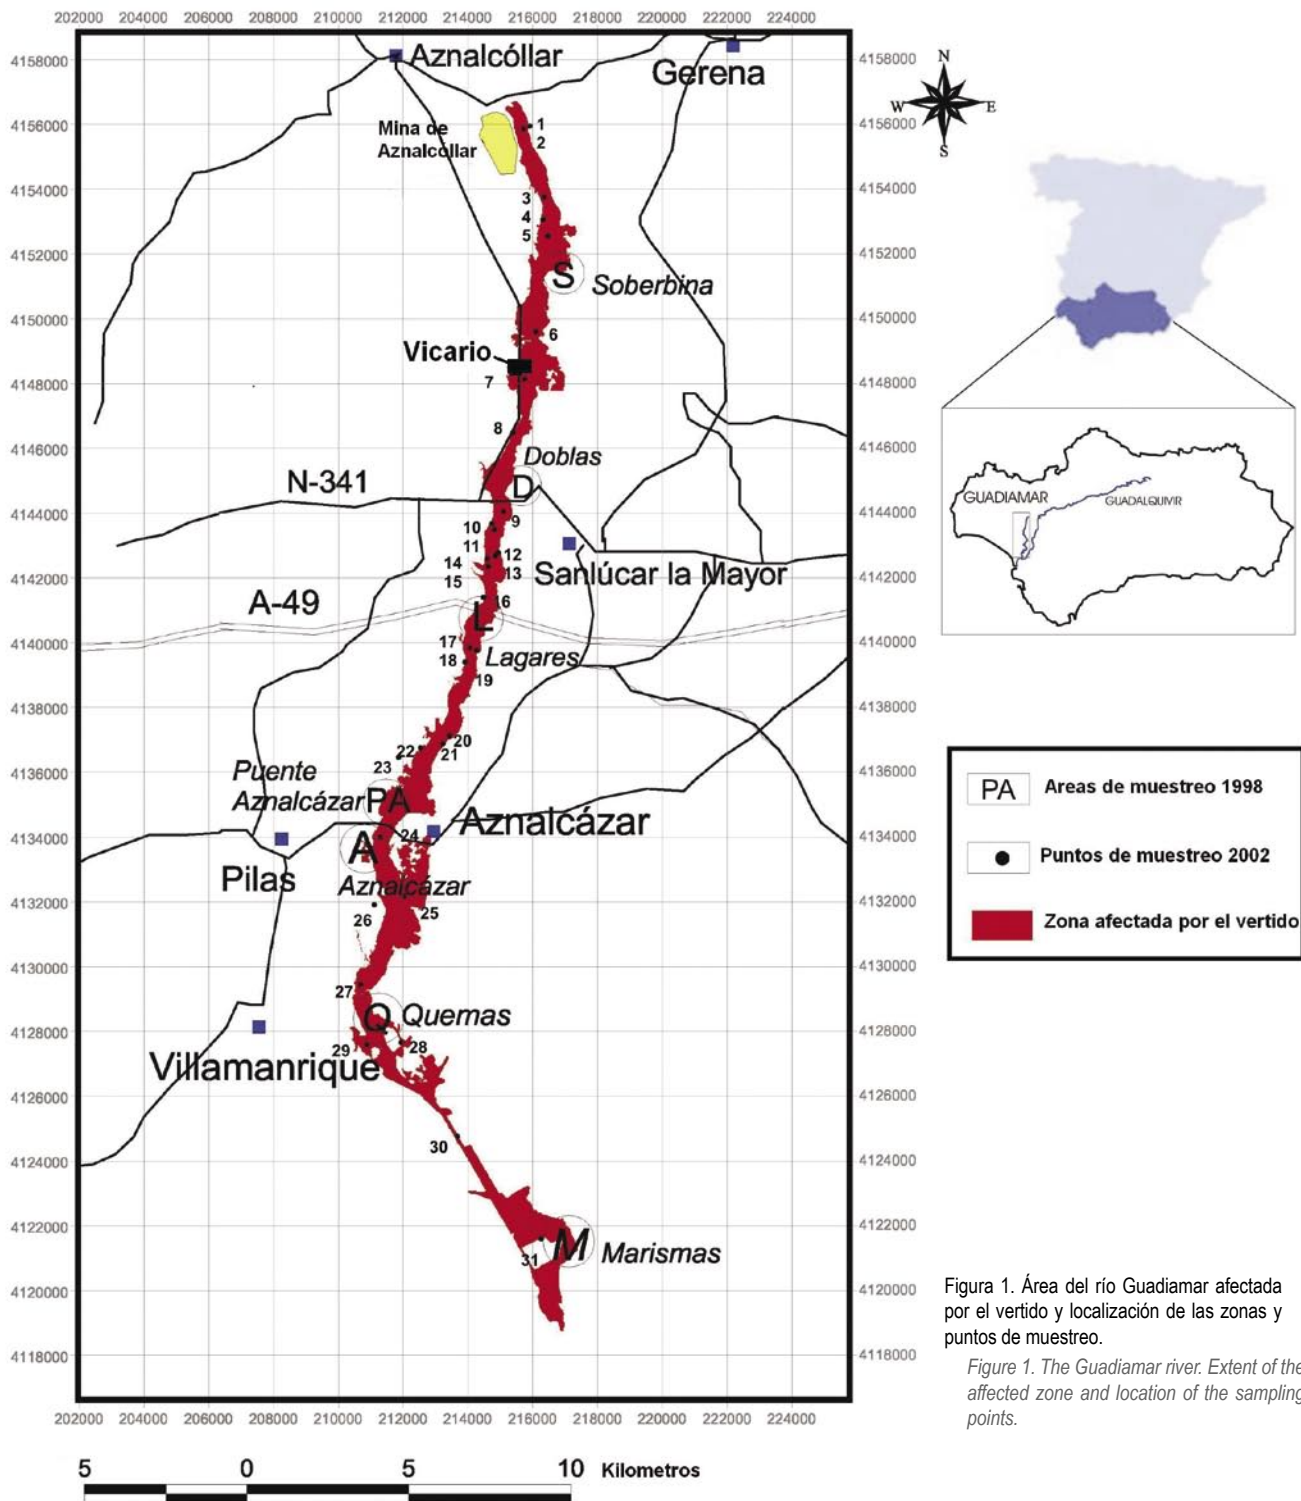 202000 204000 206000 208000 210000 212000 214000 216000 218000 220000 222000 224000
4158000
4156000
4154000
4152000
4150000
4148000
4146000
4144000
4142000
4140000
4138000
4136000
4134000
4132000
4130000
4128000
4126000
4124000
4122000
4120000
4118000
Aznalcóllar
Gerena
Mina de
Aznalcóllar
1
2
3
4
5
S
Soberbina
6
Vicario
7
8
Doblas
N-341
D
10
9
11
12
14
13
15
Sanlúcar la Mayor
A-49
16
L
17
Lagares
18
19
20
22
21
23
Puente
Aznalcázar
PA
Aznalcázar
24
A
Pilas
Aznalcázar
25
26
27
Q
Quemas
28
29
Villamanrique
30
M
Marismas
31
4158000
4156000
4154000
4152000
4150000
4148000
4146000
4144000
4142000
4140000
4138000
4136000
4134000
4132000
4130000
4128000
4126000
4124000
4122000
4120000
4118000
202000 204000 206000 208000 210000 212000 214000 216000 218000 220000 222000 224000
5 0 5 10 Kilometros
N
W E
S
GUADIAMAR
GUADALQUIVIR
PA Areas de muestreo 1998
Puntos de muestreo 2002
Zona afectada por el vertido
Figura 1. Área del río Guadiamar afectada
por el vertido y localización de las zonas y
puntos de muestreo.
Figure 1. The Guadiamar river. Extent of the
affected zone and location of the sampling
points.